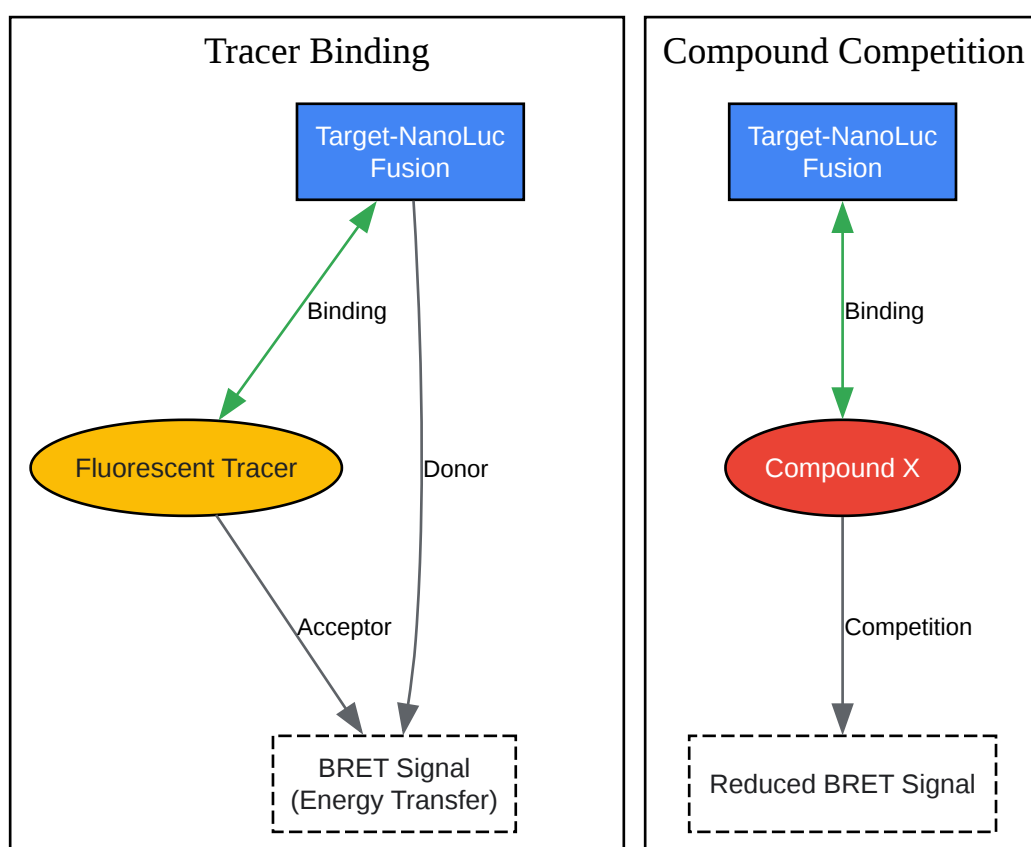 Tracer Binding
Target-NanoLuc
Fusion
Binding
Fluorescent Tracer
Donor
Acceptor
BRET Signal
(Energy Transfer)
Compound Competition
Target-NanoLuc
Fusion
Binding
Compound X
Competition
Reduced BRET Signal